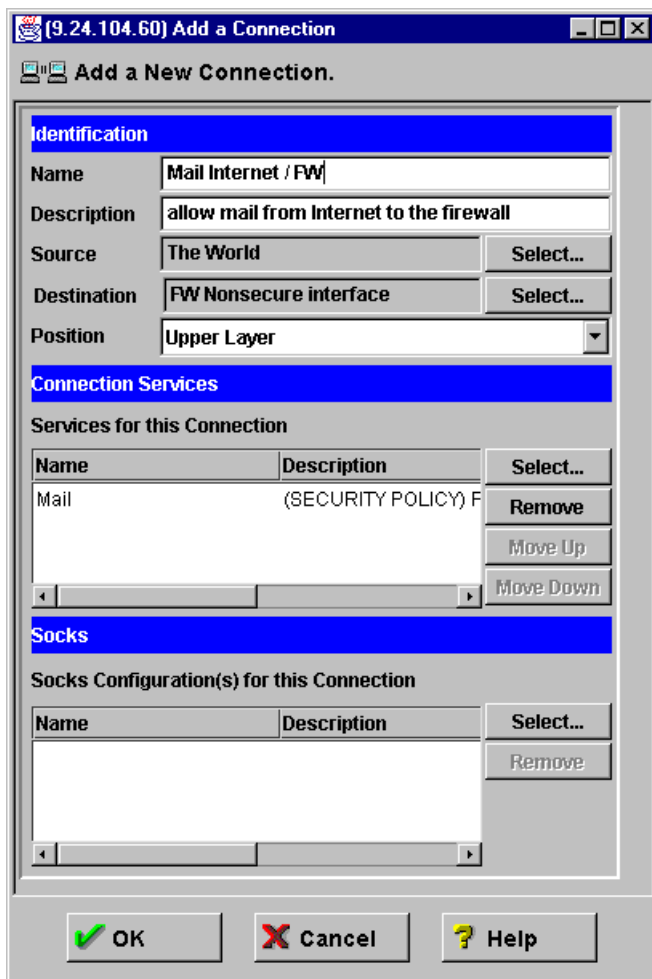 (9.24.104.60) Add a Connection
Add a New Connection.
Identification
Name Mail Internet / FW
Description allow mail from Internet to the firewall
Source The World Select...
Destination FW Nonsecure interface Select...
Position Upper Layer
Connection Services
Services for this Connection
Name Description Select...
Mail (SECURITY POLICY) F
Remove
Move Up
Move Down
Socks
Socks Configuration(s) for this Connection
Name Description Select...
Remove
OK Cancel Help